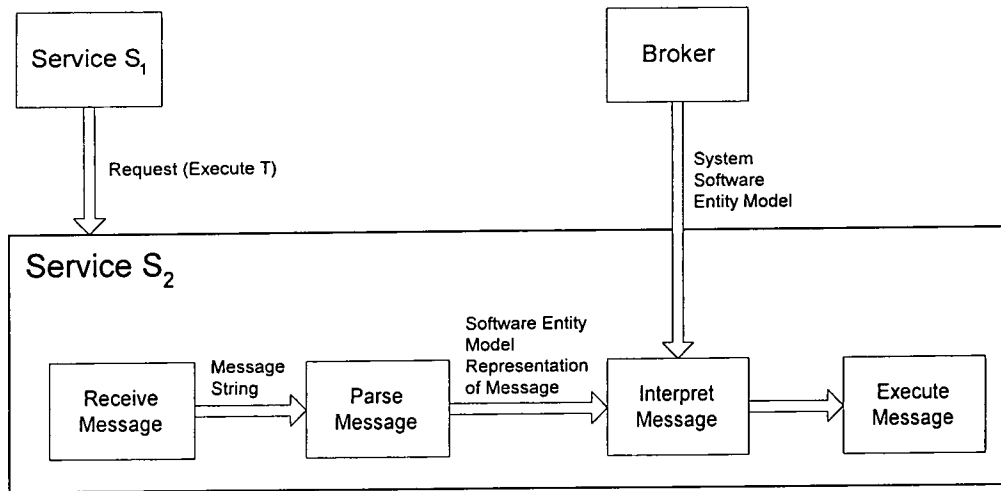 Service S₁
Broker
Request (Execute T)
System
Software
Entity Model
Service S₂
Receive
Message
Message
String
Parse
Message
Software Entity
Model
Representation
of Message
Interpret
Message
Execute
Message